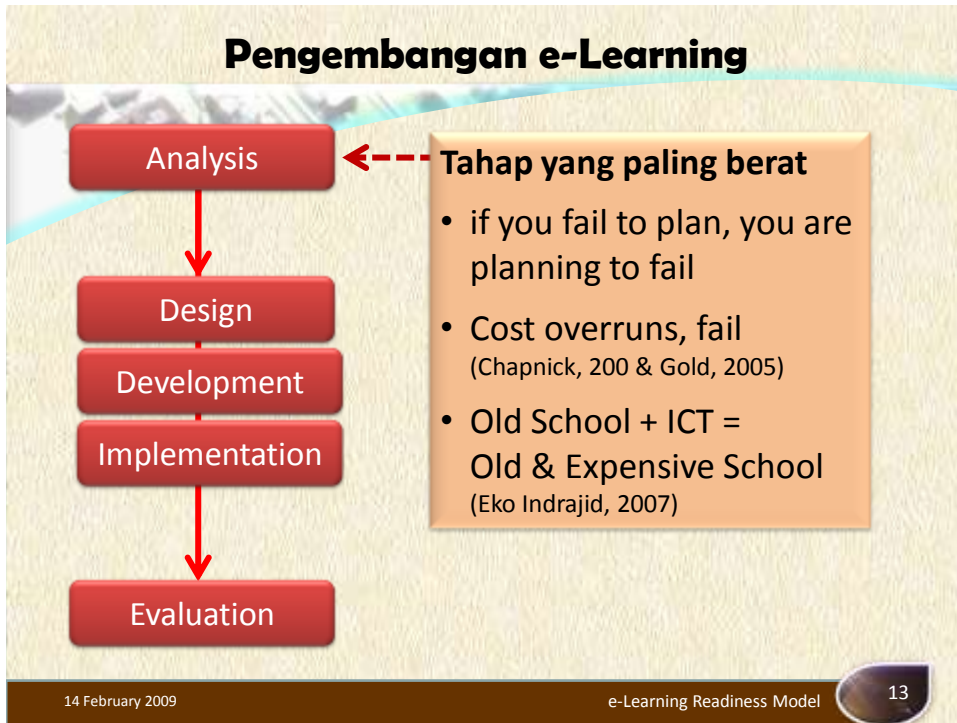 Pengembangan e-Learning
Analysis
Design
Development
Implementation
Evaluation
Tahap yang paling berat
• if you fail to plan, you are
planning to fail
• Cost overruns, fail
(Chapnick, 200 & Gold, 2005)
• Old School + ICT =
Old & Expensive School
(Eko Indrajid, 2007)
14 February 2009
e-Learning Readiness Model
13